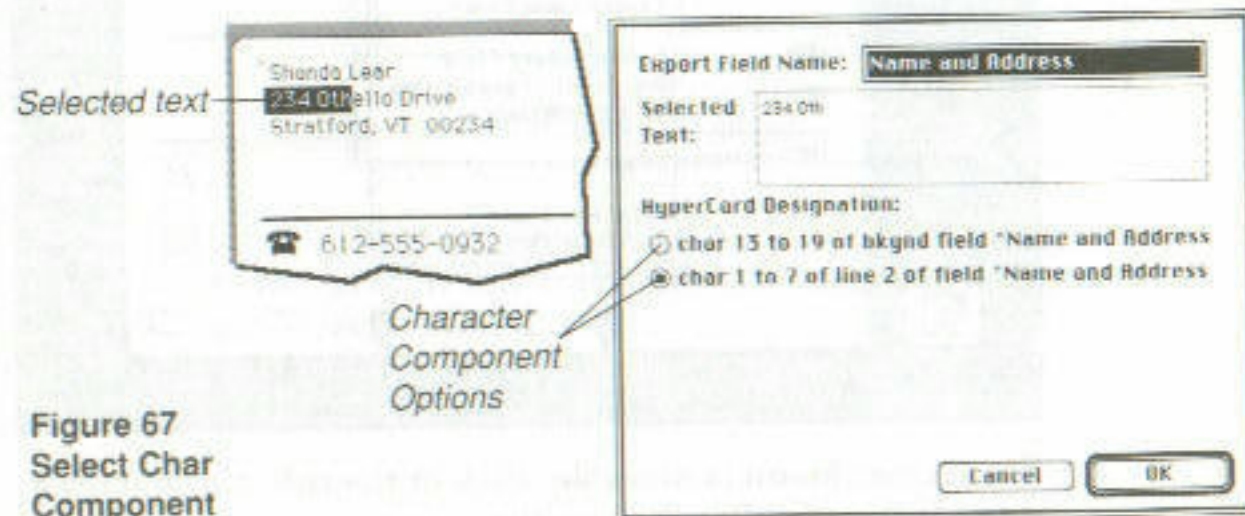 Selected text
Shonda Lear
234 Othello Drive
Stratford, VT 00234
☎ 612-555-0932
Character
Component
Options
Figure 67
Select Char
Component
Export Field Name: Name and Address
Selected Text:
234 Oth
HyperCard Designation:
char 13 to 19 of bkgnd field "Name and Address
char 1 to 7 of line 2 of field "Name and Address
Cancel
OK